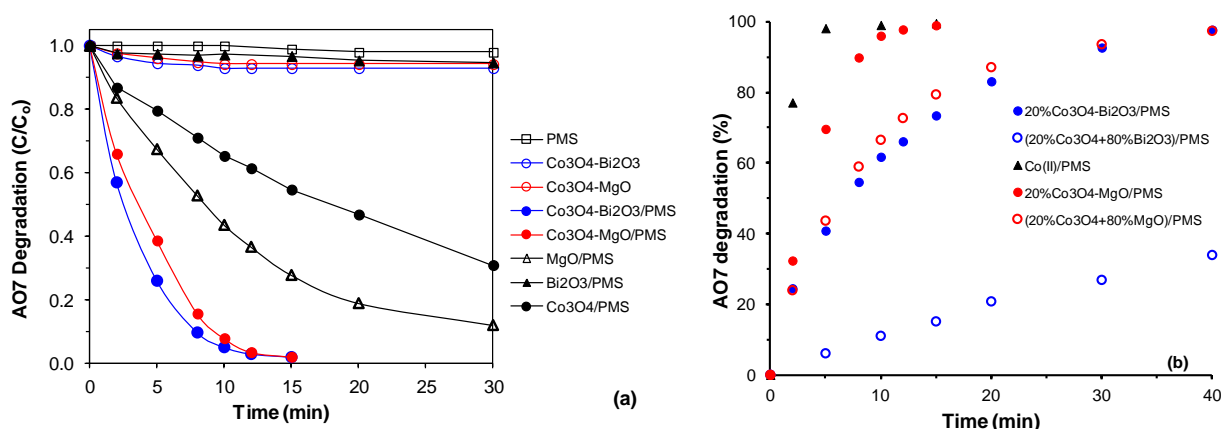 AO7 Degradation (C/Co)
1.0
0.8
0.6
0.4
0.2
0.0
0 5 10 15 20 25 30
Time (min)
(a)
PMS
Co3O4-Bi2O3
Co3O4-MgO
Co3O4-Bi2O3/PMS
Co3O4-MgO/PMS
MgO/PMS
Bi2O3/PMS
Co3O4/PMS
AO7 degradation (%)
100
80
60
40
20
0
0 10 20 30 40
Time (min)
(b)
20%Co3O4-Bi2O3/PMS
(20%Co3O4+80%Bi2O3)/PMS
Co(II)/PMS
20%Co3O4-MgO/PMS
(20%Co3O4+80%MgO)/PMS